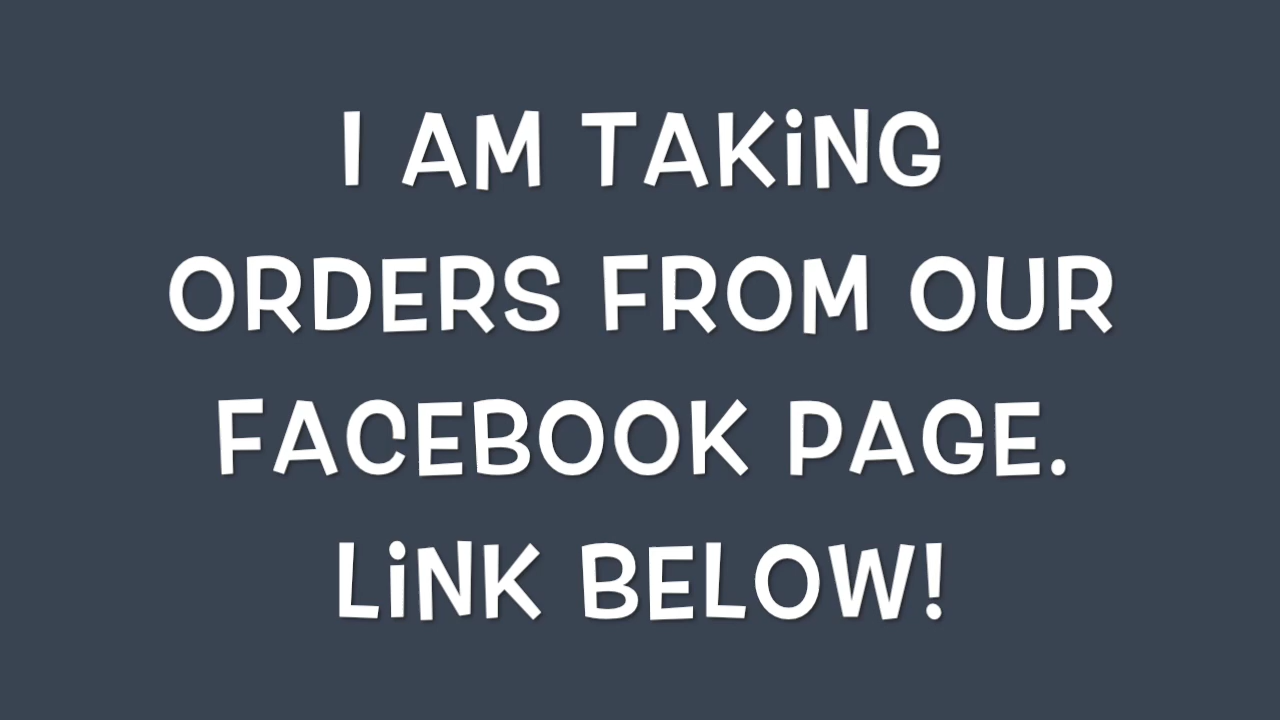 I AM TAKiNG
ORDERS FROM OUR
FACEBOOK PAGE.
LiNK BELOW!